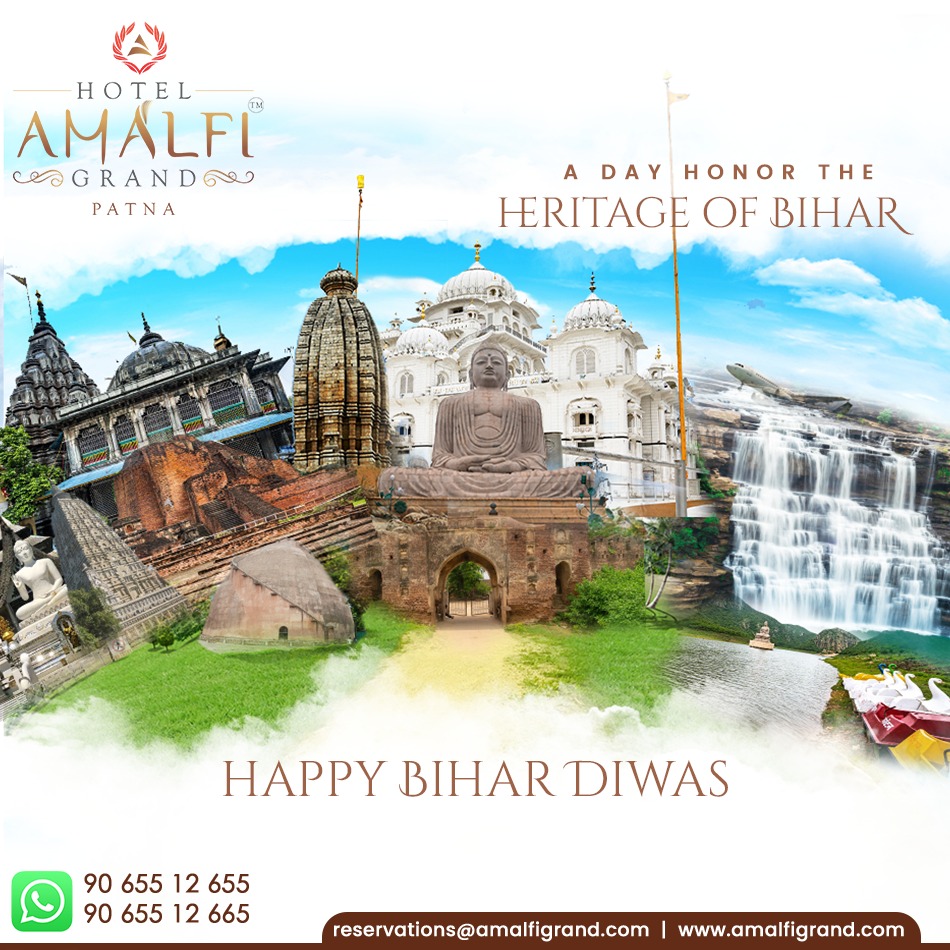 HOTEL
AMALFI TM
GRAND
PATNA
A DAY HONOR THE
HERITAGE OF BIHAR
HAPPY BIHAR DIWAS
90 655 12 655
90 655 12 665
reservations@amalfigrand.com | www.amalfigrand.com